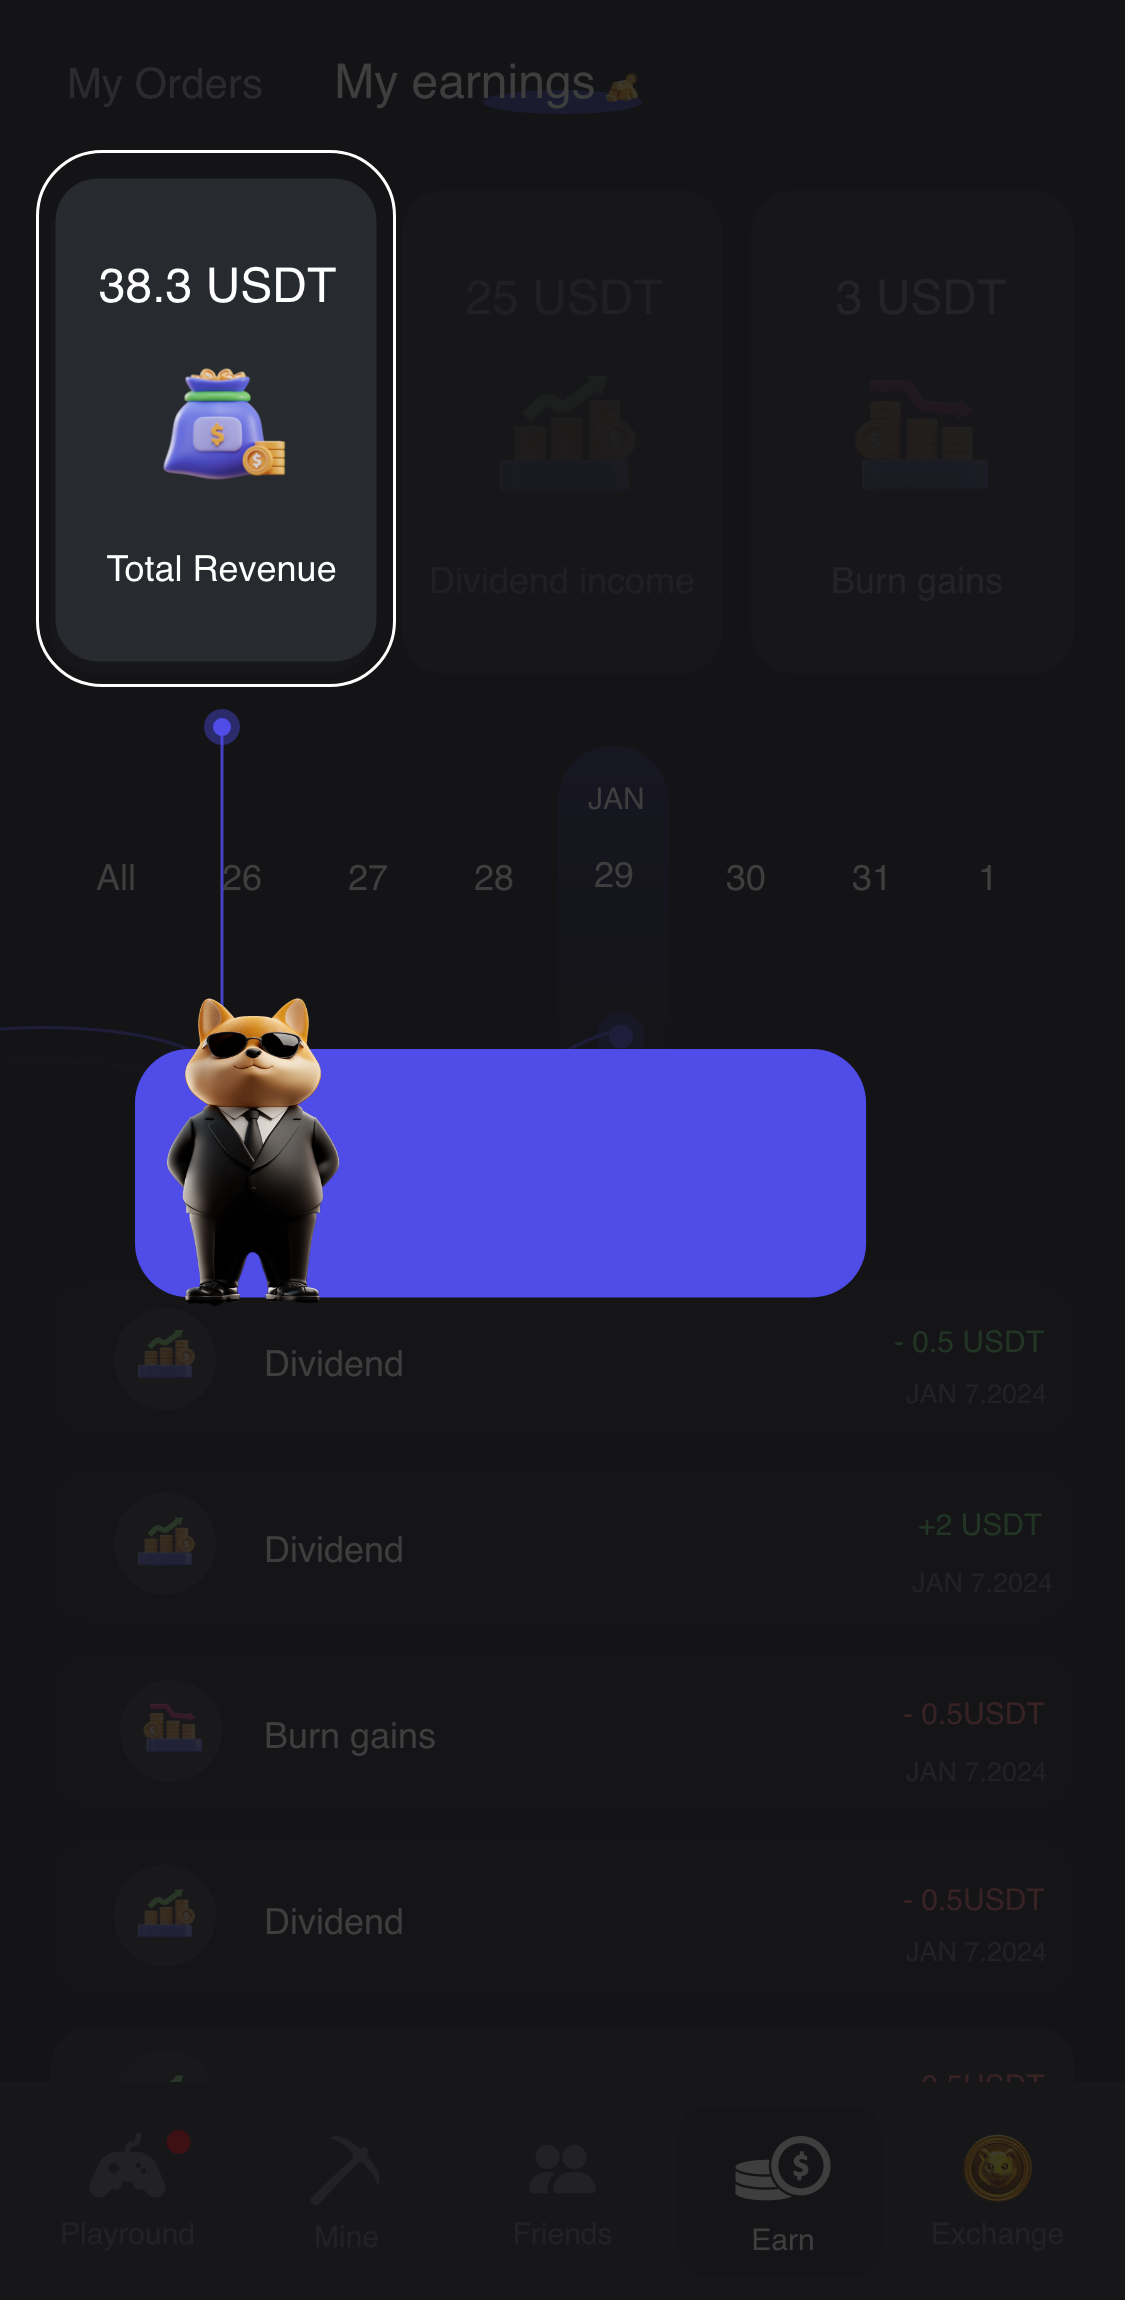 My Orders
My earnings
38.3 USDT
25 USDT
3 USDT
Total Revenue
Dividend income
Burn gains
JAN
All
26
27
28
29
30
31
1
Dividend
- 0.5 USDT
JAN 7.2024
Dividend
+2 USDT
JAN 7.2024
Burn gains
- 0.5USDT
JAN 7.2024
Dividend
- 0.5USDT
JAN 7.2024
0.5USDT
Playround
Mine
Friends
Earn
Exchange